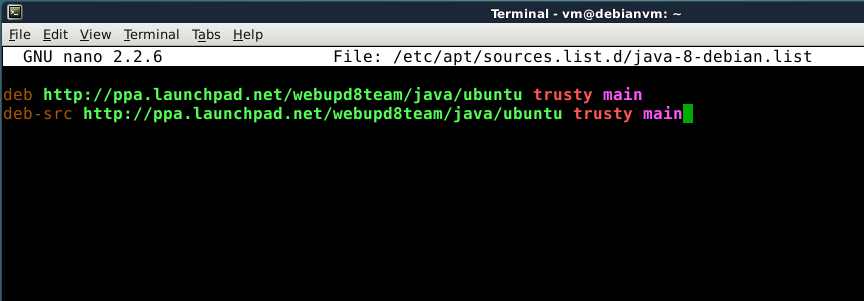 Terminal - vm@debianvm: ~
File Edit View Terminal Tabs Help
GNU nano 2.2.6 File: /etc/apt/sources.list.d/java-8-debian.list
deb http://ppa.launchpad.net/webupd8team/java/ubuntu trusty main
deb-src http://ppa.launchpad.net/webupd8team/java/ubuntu trusty main